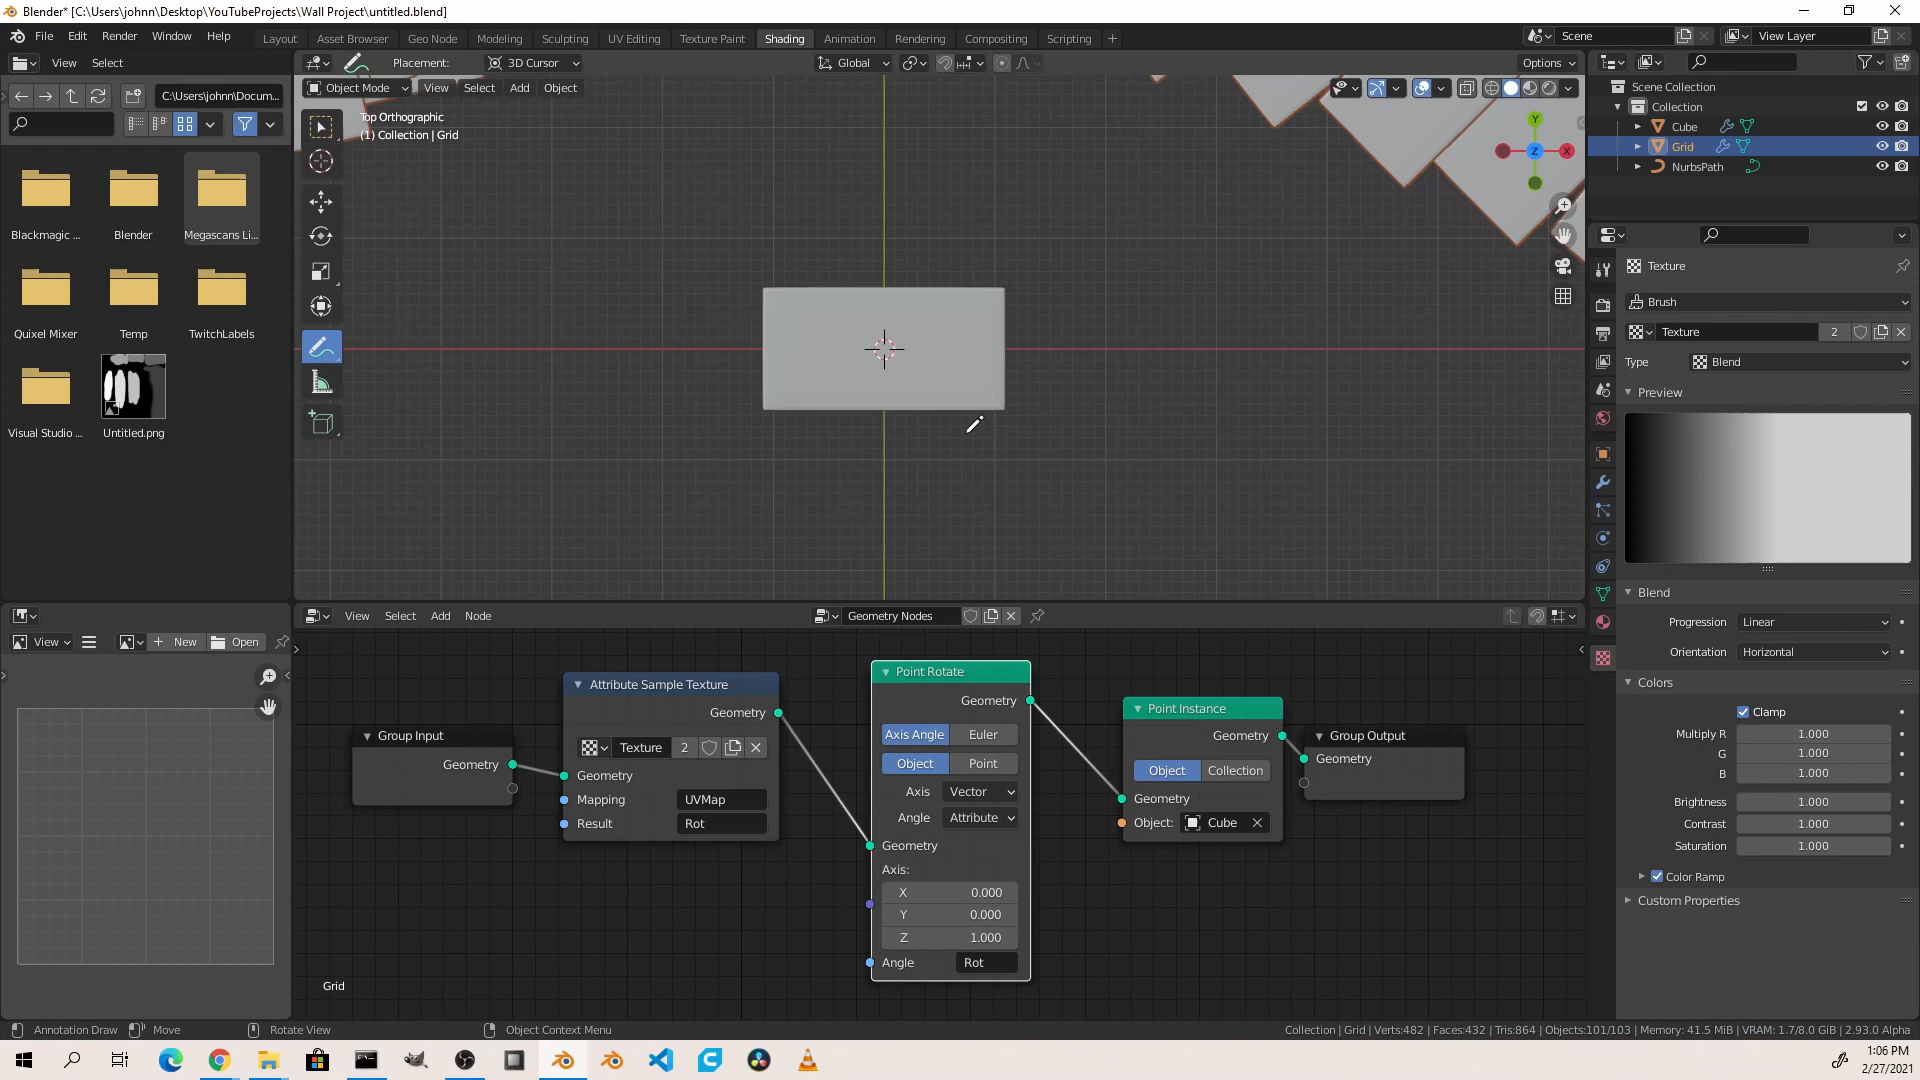 Blender* [C:\Users\johnn\Desktop\YouTubeProjects\Wall Project\untitled.blend]
File Edit Render Window Help
Layout Asset Browser Geo Node Modeling Sculpting UV Editing Texture Paint Shading Animation Rendering Compositing Scripting
Scene
View Layer
View Select
Placement: 3D Cursor
Global
Options
C:\Users\johnn\Docum...
Object Mode View Select Add Object
Top Orthographic
(1) Collection | Grid
Y
Z
X
Blackmagic ...
Blender
Megascans Li...
Quixel Mixer
Temp
TwitchLabels
Visual Studio ...
Untitled.png
Scene Collection
Collection
Cube
Grid
NurbsPath
Texture
Brush
Texture 2
Type Blend
Preview
Blend
Progression Linear
Orientation Horizontal
Colors
Clamp
Multiply R 1.000
G 1.000
B 1.000
Brightness 1.000
Contrast 1.000
Saturation 1.000
Color Ramp
Custom Properties
View New Open
View Select Add Node
Geometry Nodes
Group Input
Geometry
Attribute Sample Texture
Geometry
Texture 2
Geometry
Mapping UVMap
Result Rot
Point Rotate
Geometry
Axis Angle Euler
Object Point
Axis Vector
Angle Attribute
Geometry
Axis:
X 0.000
Y 0.000
Z 1.000
Angle Rot
Point Instance
Geometry
Object Collection
Geometry
Object: Cube
Group Output
Geometry
Grid
Annotation Draw Move Rotate View Object Context Menu
Collection | Grid | Verts:482 | Faces:432 | Tris:864 | Objects:101/103 | Memory: 41.5 MiB | VRAM: 1.7/8.0 GiB | 2.93.0 Alpha
1:06 PM
2/27/2021